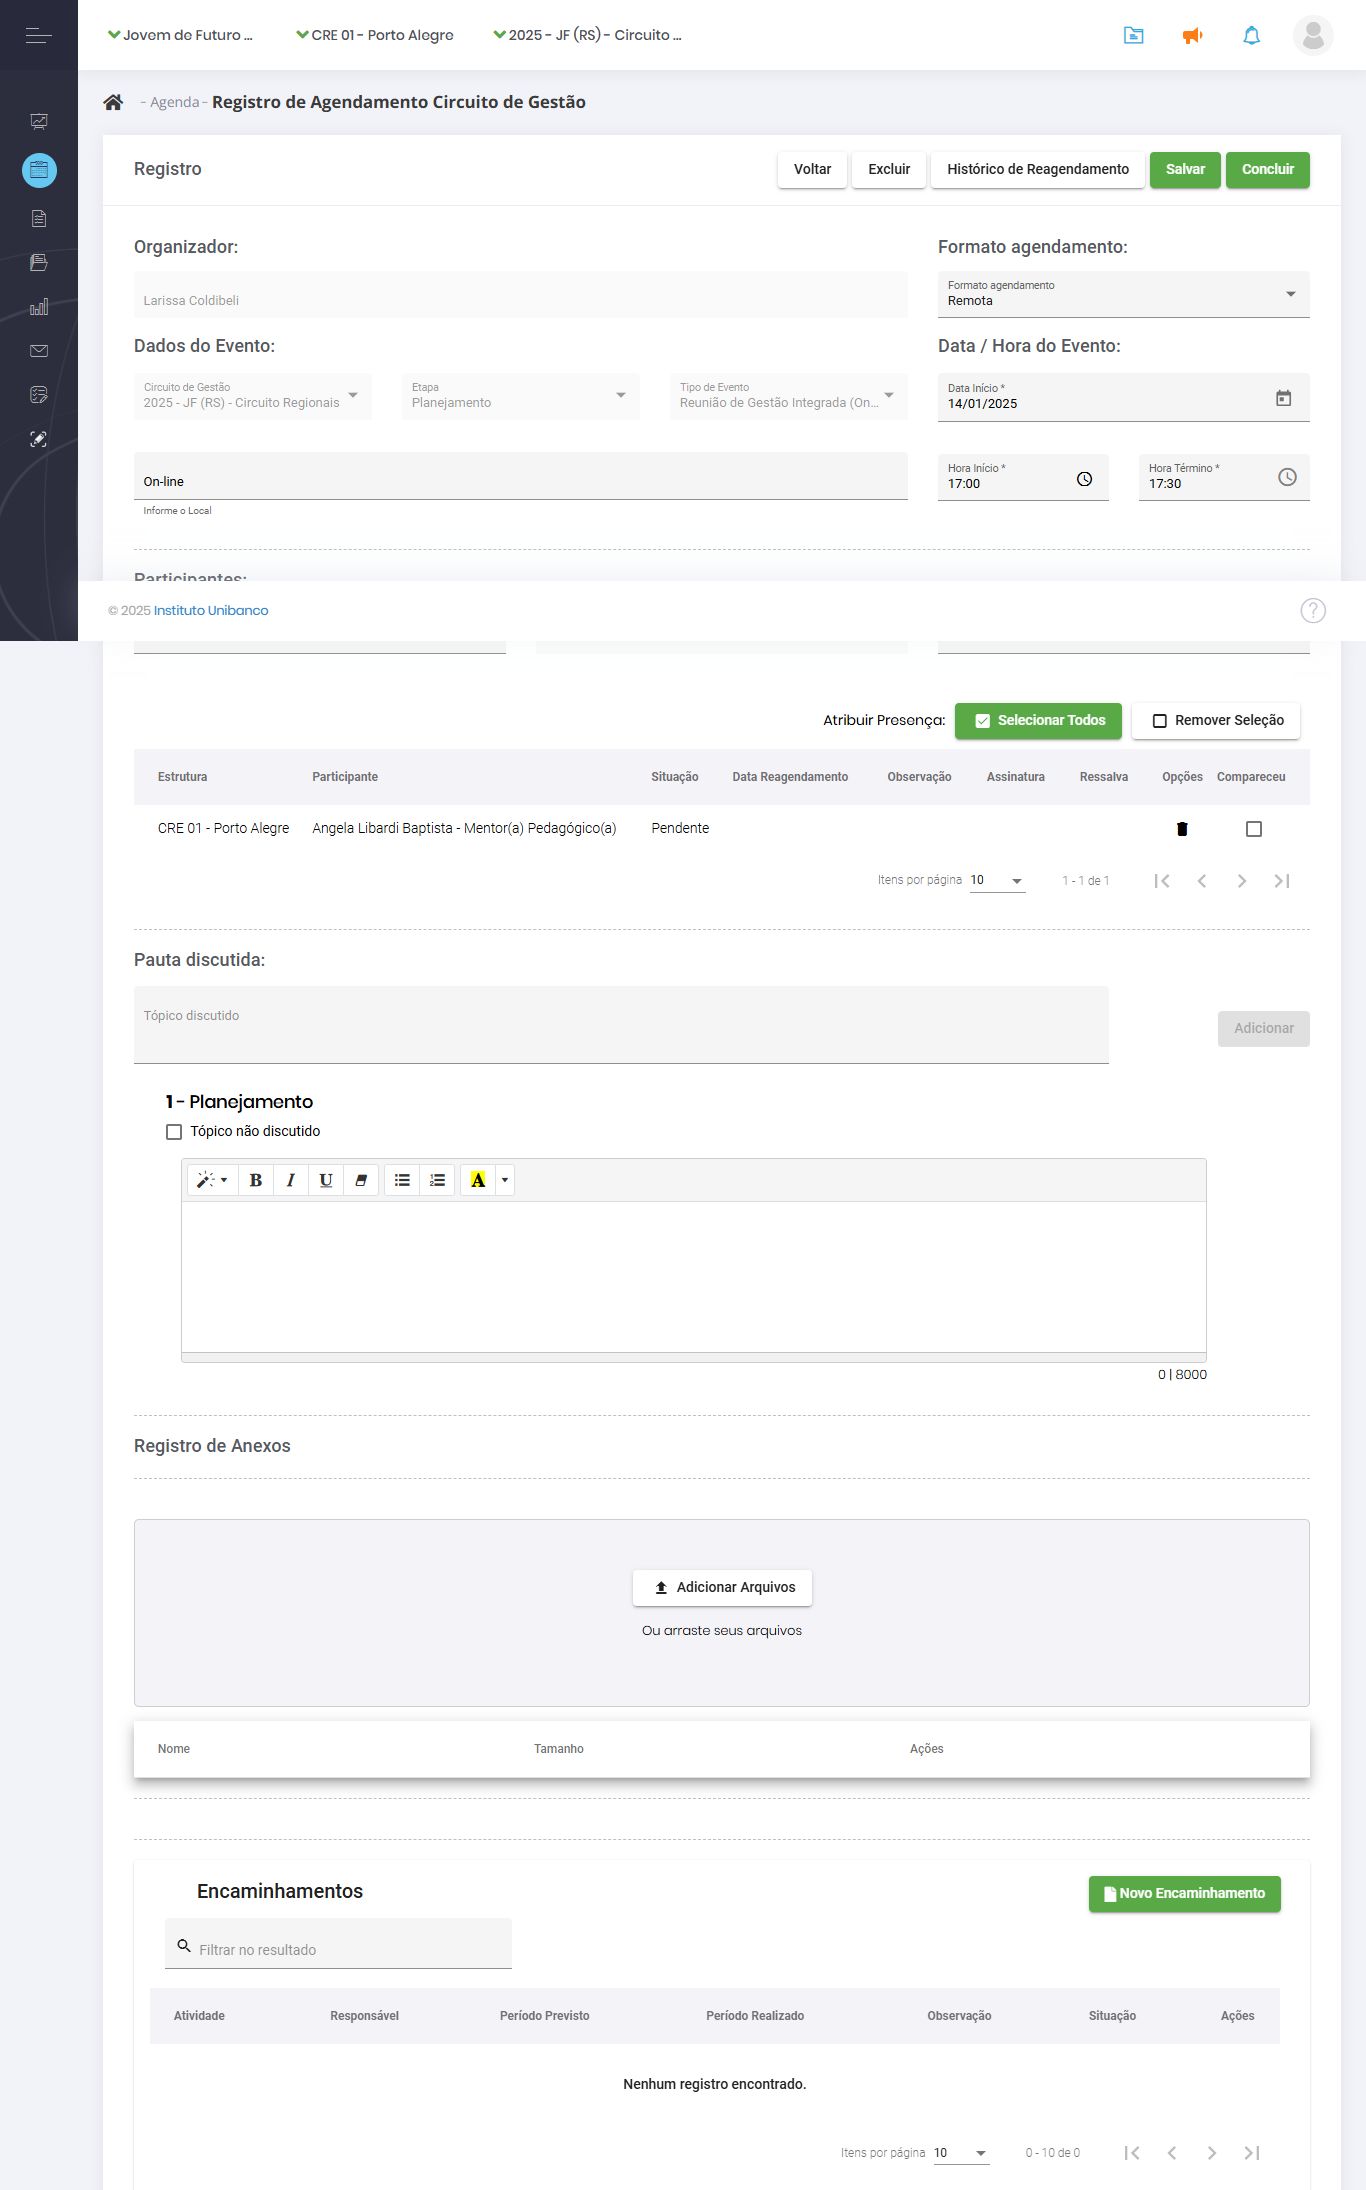 Jovem de Futuro ...
CRE 01 - Porto Alegre
2025 - JF (RS) - Circuito ...
- Agenda - Registro de Agendamento Circuito de Gestão
Registro
Voltar
Excluir
Histórico de Reagendamento
Salvar
Concluir
Organizador:
Formato agendamento:
Larissa Coldibeli
Formato agendamento
Remota
Dados do Evento:
Data / Hora do Evento:
Circuito de Gestão
2025 - JF (RS) - Circuito Regionais
Etapa
Planejamento
Tipo de Evento
Reunião de Gestão Integrada (On...
Data Início *
14/01/2025
On-line
Informe o Local
Hora Início *
17:00
Hora Término *
17:30
Participantes:
© 2025 Instituto Unibanco
?
Atribuir Presença:
Selecionar Todos
Remover Seleção
Estrutura Participante Situação Data Reagendamento Observação Assinatura Ressalva Opções Compareceu
CRE 01 - Porto Alegre Angela Libardi Baptista - Mentor(a) Pedagógico(a) Pendente
Itens por página 10 1 - 1 de 1
Pauta discutida:
Tópico discutido
Adicionar
1 - Planejamento
Tópico não discutido
B I U A
0 | 8000
Registro de Anexos
Adicionar Arquivos
Ou arraste seus arquivos
Nome Tamanho Ações
Encaminhamentos
Novo Encaminhamento
Filtrar no resultado
Atividade Responsável Período Previsto Período Realizado Observação Situação Ações
Nenhum registro encontrado.
Itens por página 10 0 - 10 de 0